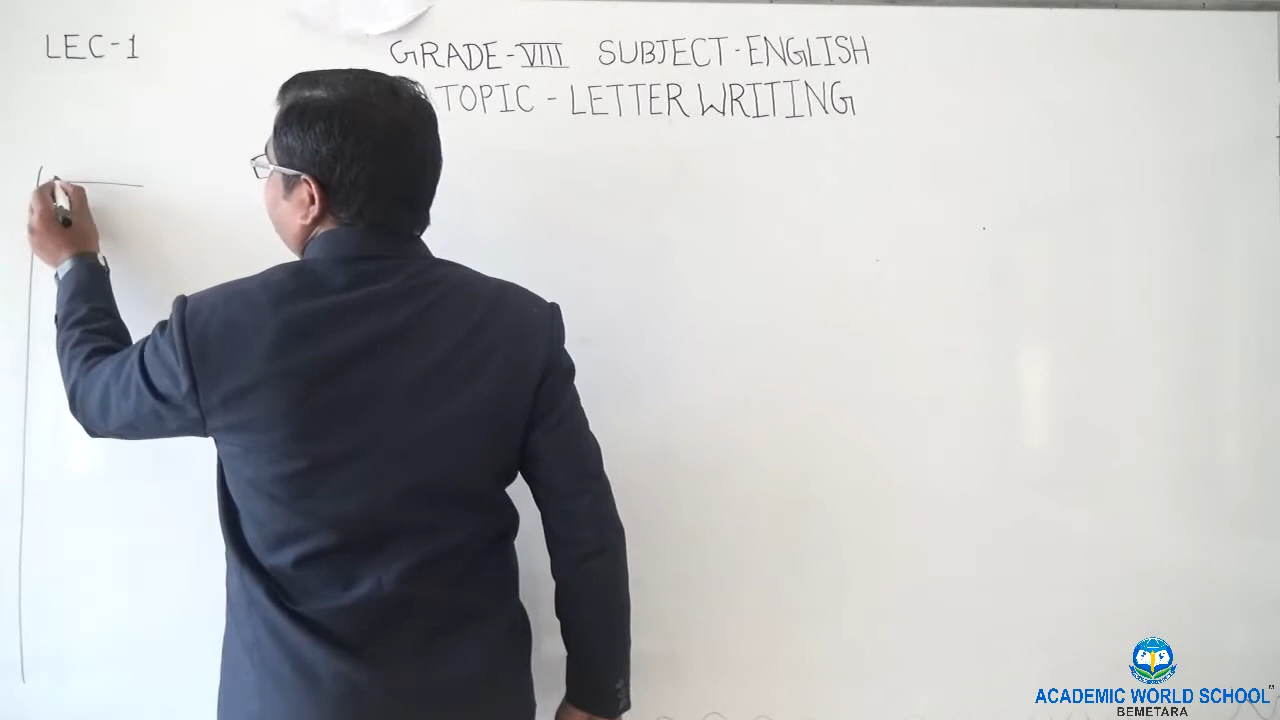 LEC-1
GRADE-VIII SUBJECT-ENGLISH
TOPIC - LETTER WRITING
ACADEMIC WORLD SCHOOL
BEMETARA